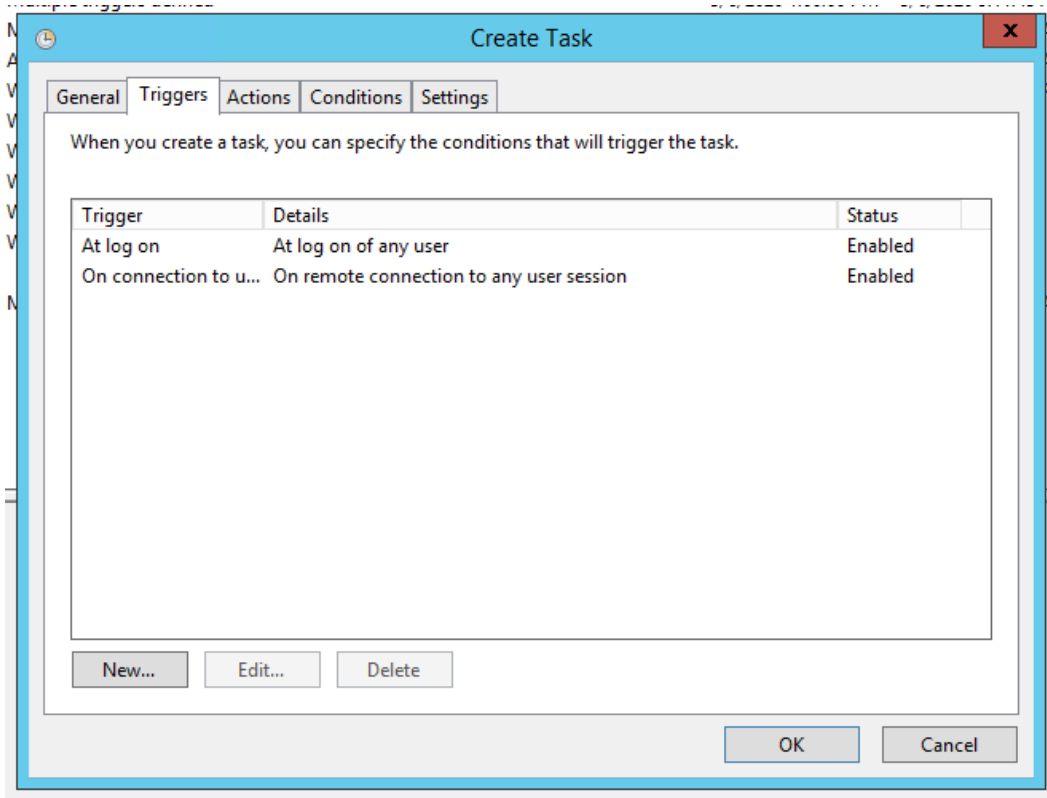 Create Task
x
General Triggers Actions Conditions Settings
When you create a task, you can specify the conditions that will trigger the task.
Trigger Details Status
At log on At log on of any user Enabled
On connection to u... On remote connection to any user session Enabled
New... Edit... Delete
OK Cancel